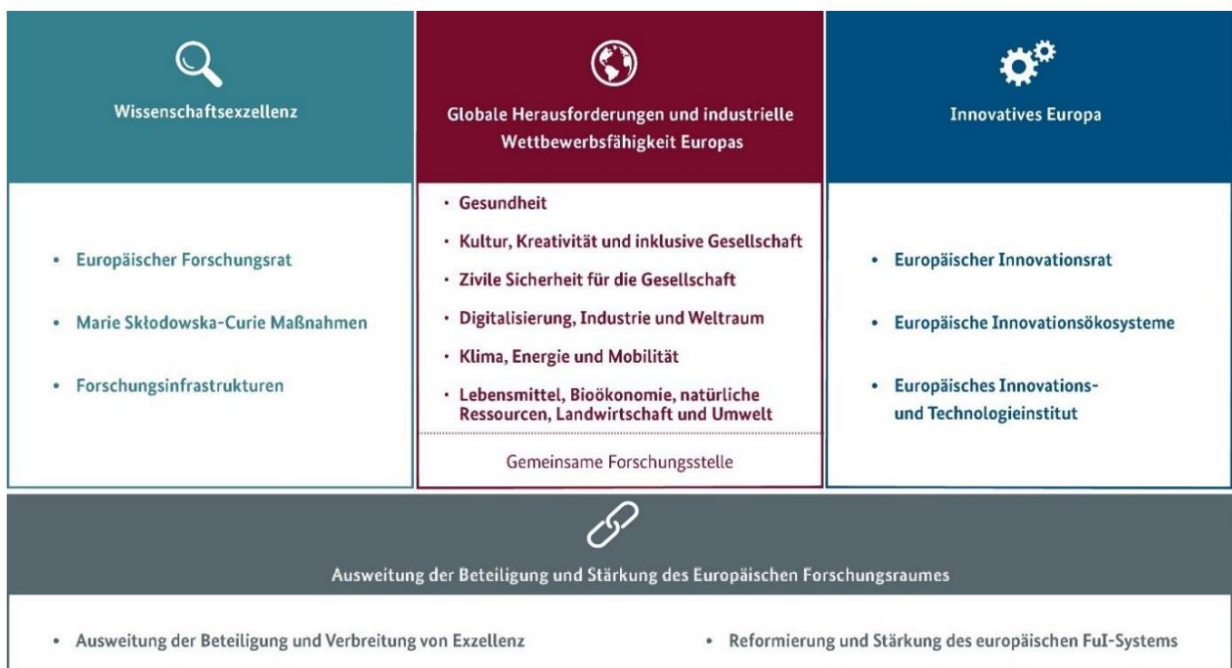 Wissenschaftsexzellenz
Globale Herausforderungen und industrielle
Wettbewerbsfähigkeit Europas
Innovatives Europa
• Europäischer Forschungsrat
• Marie Skłodowska-Curie Maßnahmen
• Forschungsinfrastrukturen
• Gesundheit
• Kultur, Kreativität und inklusive Gesellschaft
• Zivile Sicherheit für die Gesellschaft
• Digitalisierung, Industrie und Weltraum
• Klima, Energie und Mobilität
• Lebensmittel, Bioökonomie, natürliche
Ressourcen, Landwirtschaft und Umwelt
Gemeinsame Forschungsstelle
• Europäischer Innovationsrat
• Europäische Innovationsökosysteme
• Europäisches Innovations-
und Technologieinstitut
Ausweitung der Beteiligung und Stärkung des Europäischen Forschungsraumes
• Ausweitung der Beteiligung und Verbreitung von Exzellenz
• Reformierung und Stärkung des europäischen FuI-Systems